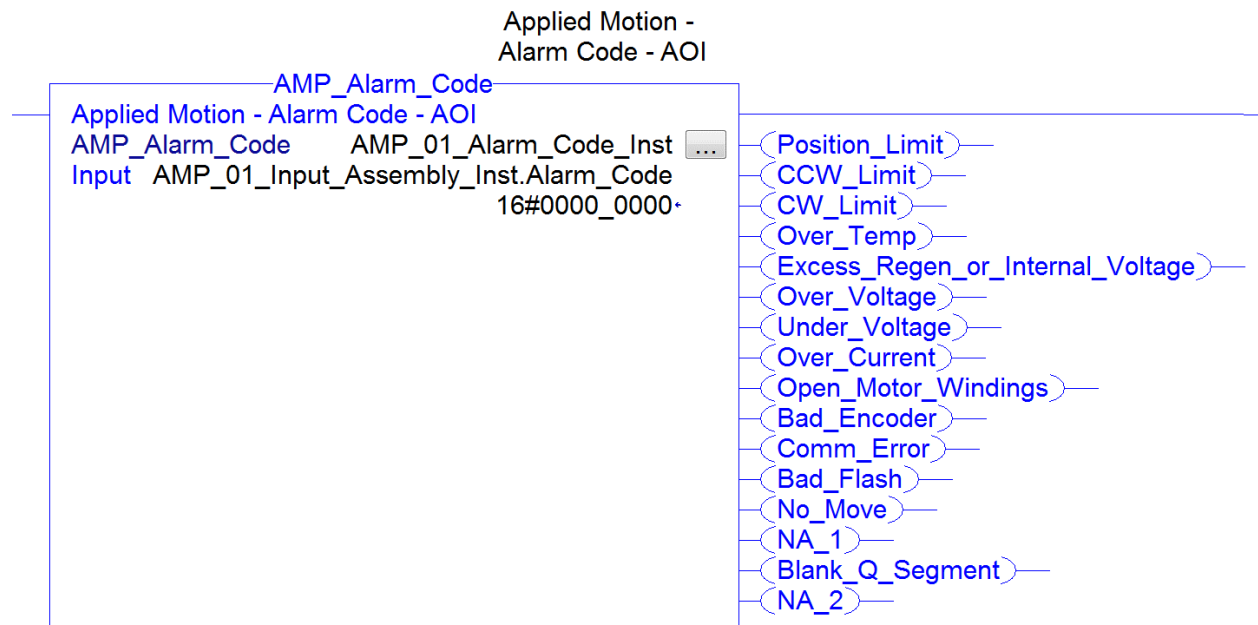 Applied Motion -
Alarm Code - AOI
AMP_Alarm_Code
Applied Motion - Alarm Code - AOI
AMP_Alarm_Code AMP_01_Alarm_Code_Inst ...
Input AMP_01_Input_Assembly_Inst.Alarm_Code
16#0000_0000
Position_Limit
CCW_Limit
CW_Limit
Over_Temp
Excess_Regen_or_Internal_Voltage
Over_Voltage
Under_Voltage
Over_Current
Open_Motor_Windings
Bad_Encoder
Comm_Error
Bad_Flash
No_Move
NA_1
Blank_Q_Segment
NA_2